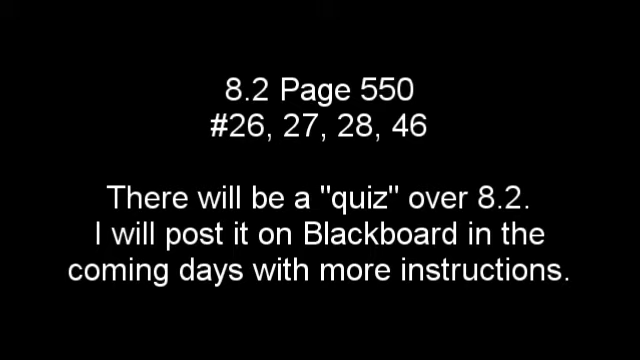 8.2 Page 550
#26, 27, 28, 46
There will be a "quiz" over 8.2.
I will post it on Blackboard in the
coming days with more instructions.